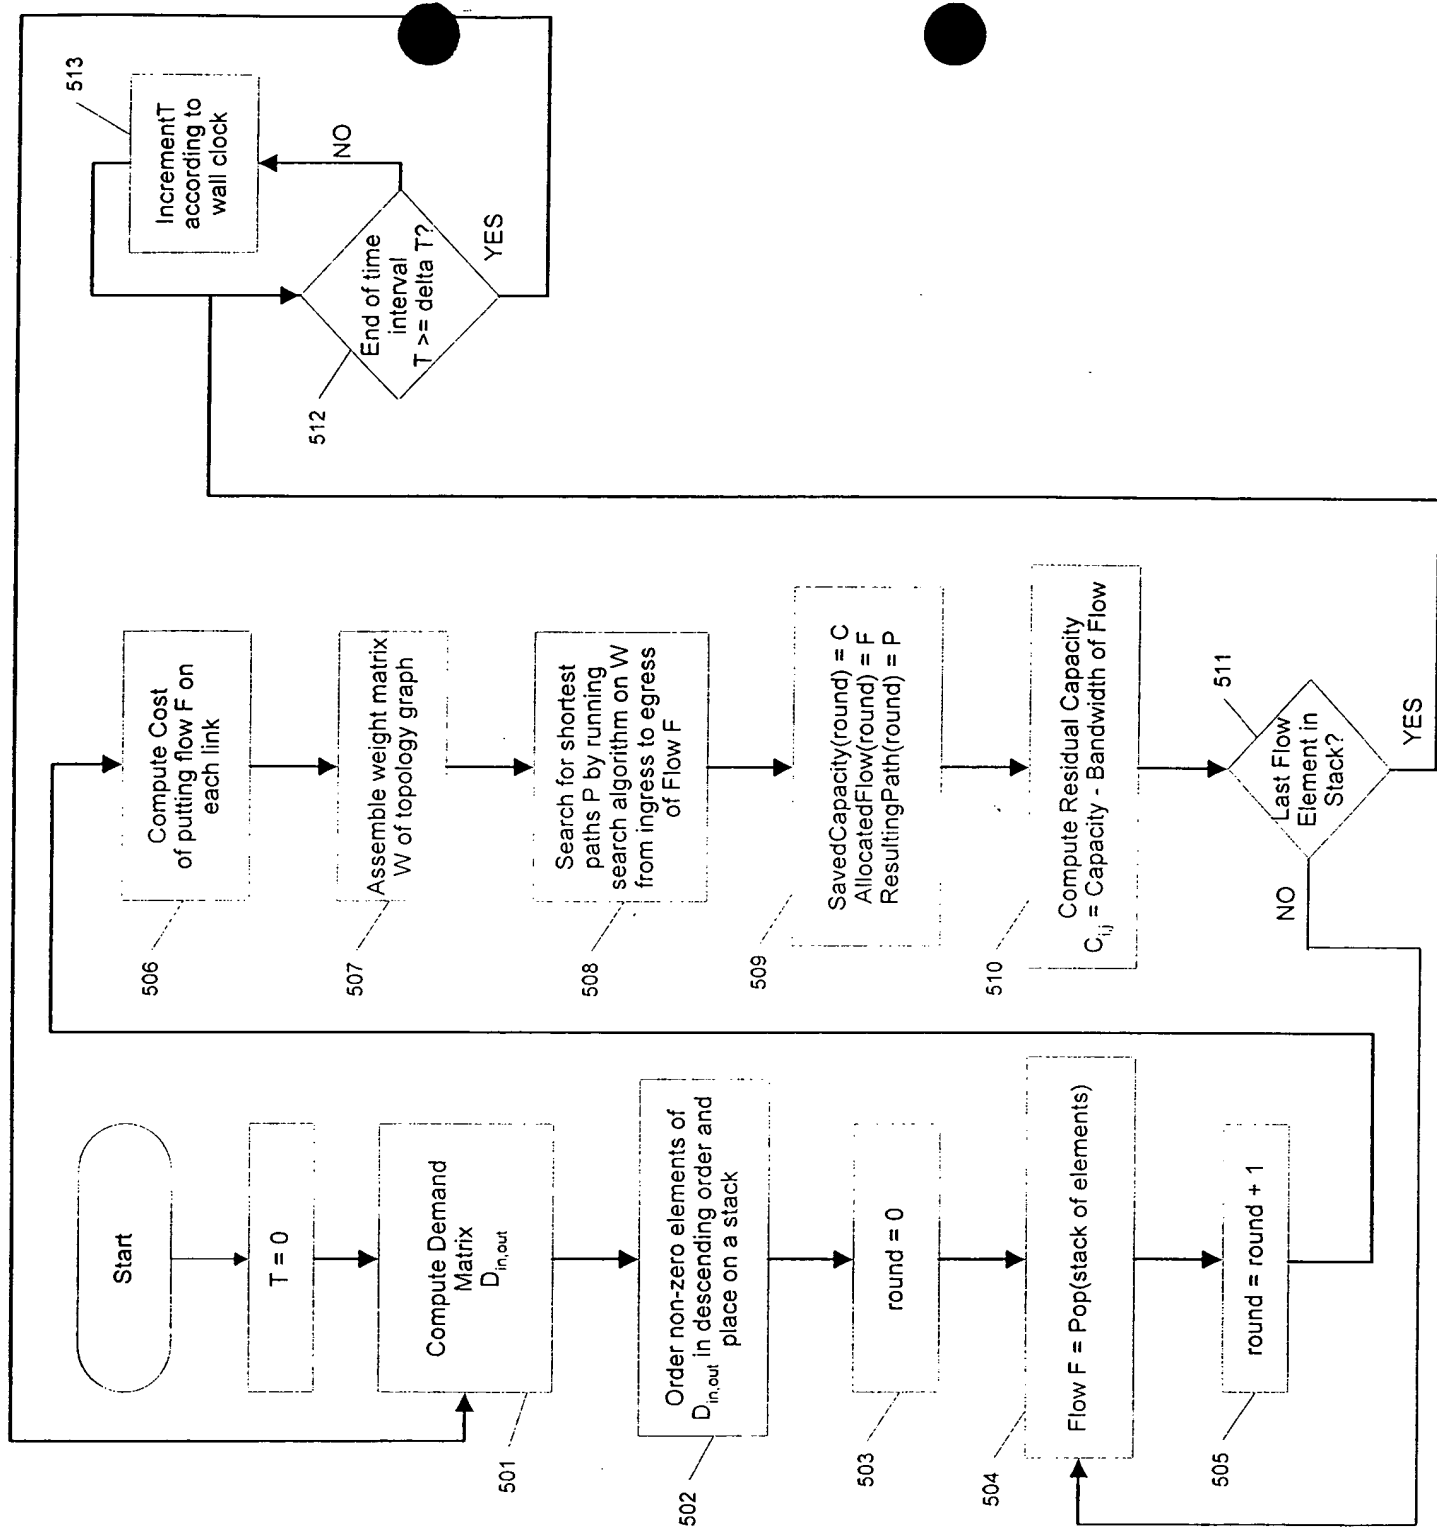 Start
T = 0
Compute Demand
Matrix
D in,out
501
Order non-zero elements of
D in,out in descending order and
place on a stack
502
round = 0
503
Flow F = Pop(stack of elements)
504
round = round + 1
505
Compute Cost
of putting flow F on
each link
506
Assemble weight matrix
W of topology graph
507
Search for shortest
paths P by running
search algorithm on W
from ingress to egress
of Flow F
508
SavedCapacity(round) = C
AllocatedFlow(round) = F
ResultingPath(round) = P
509
Compute Residual Capacity
C i,j = Capacity - Bandwidth of Flow
510
Last Flow
Element in
Stack?
511
NO
YES
End of time
interval
T >= delta T?
512
NO
YES
IncrementT
according to
wall clock
513